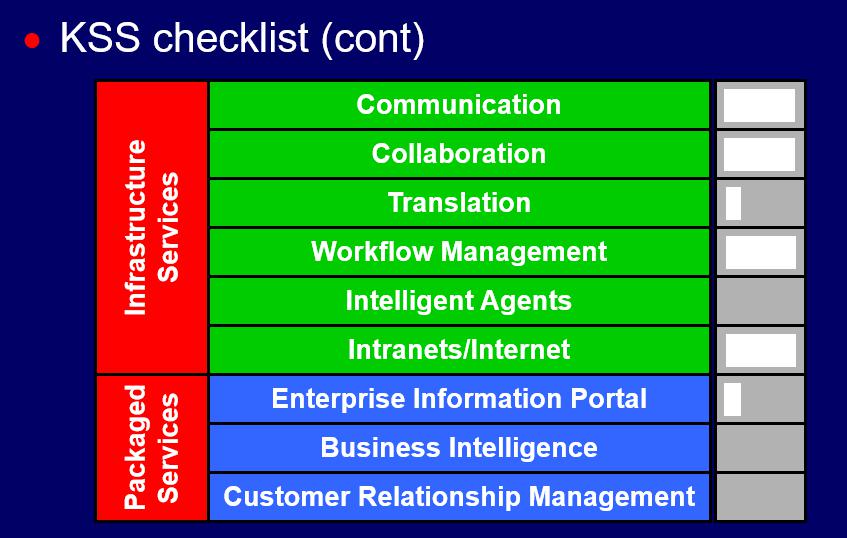 KSS checklist (cont)
Infrastructure
Services
Communication
Collaboration
Translation
Workflow Management
Intelligent Agents
Intranets/Internet
Packaged
Services
Enterprise Information Portal
Business Intelligence
Customer Relationship Management